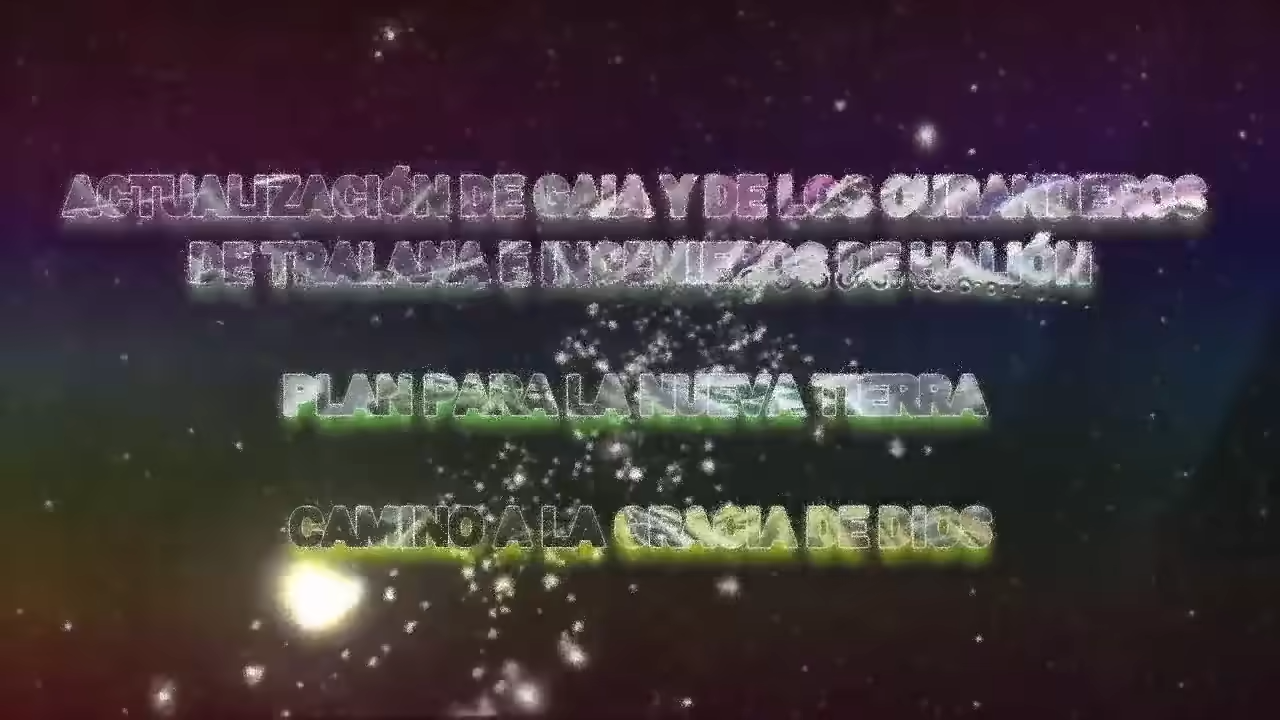 ACTUALIZACIÓN DE GAIA Y DE LOS CURANDEROS
DE TRALANA E INGENIEROS DE HALIÓN
PLAN PARA LA NUEVA TIERRA
CAMINO A LA GRACIA DE DIOS